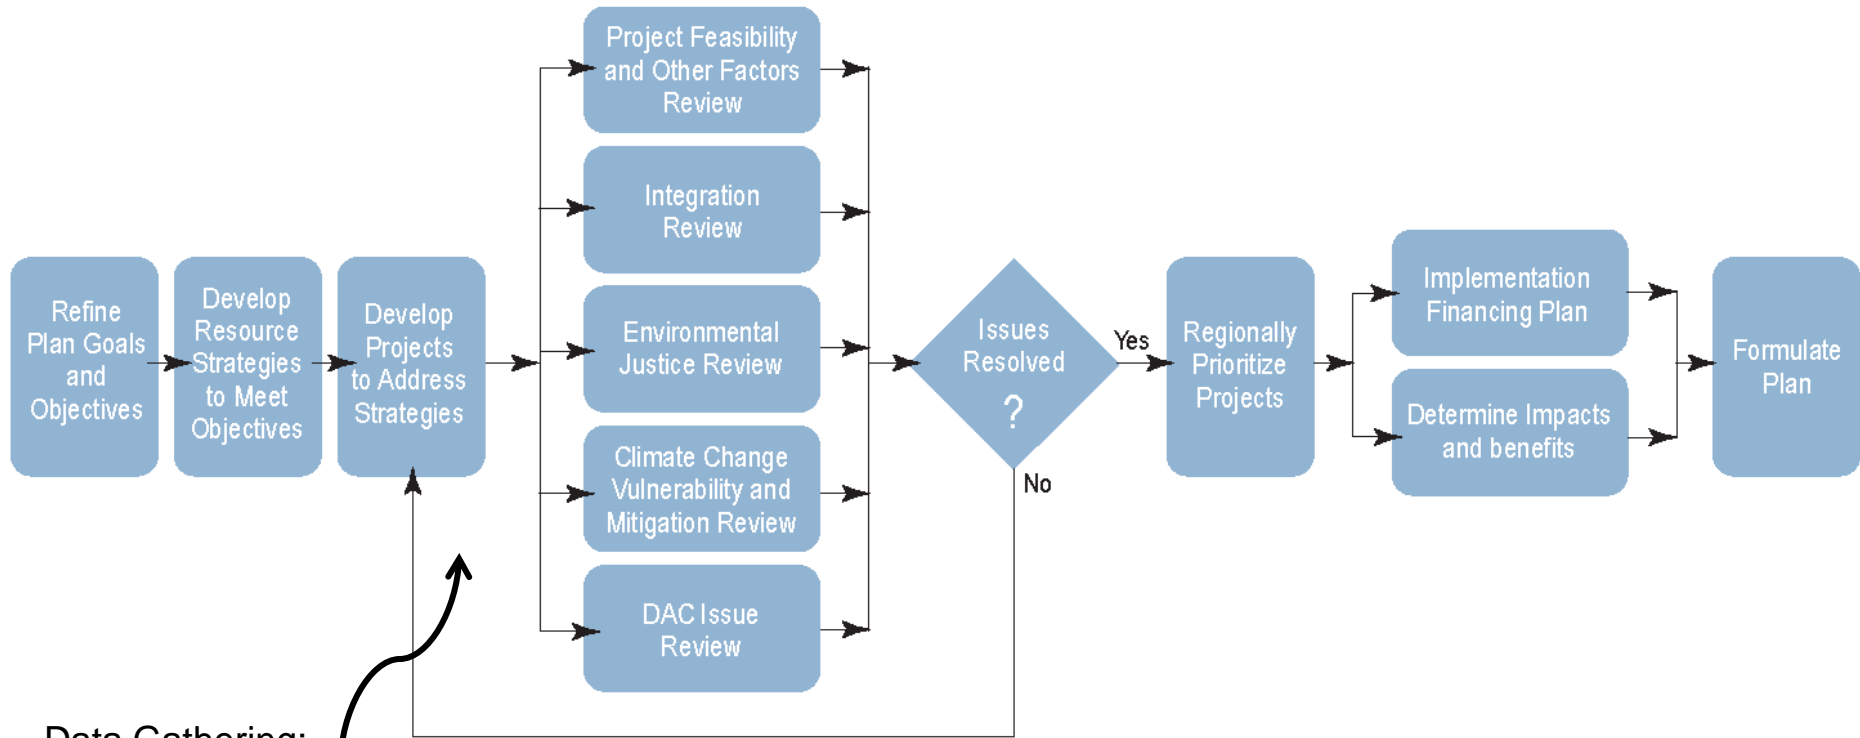 Refine
Plan Goals
and
Objectives
Develop
Resource
Strategies
to Meet
Objectives
Develop
Projects
to Address
Strategies
Project Feasibility
and Other Factors
Review
Integration
Review
Environmental
Justice Review
Climate Change
Vulnerability and
Mitigation Review
DAC Issue
Review
Issues
Resolved
?
Yes
No
Regionally
Prioritize
Projects
Implementation
Financing Plan
Determine Impacts
and benefits
Formulate
Plan
Data Gathering: